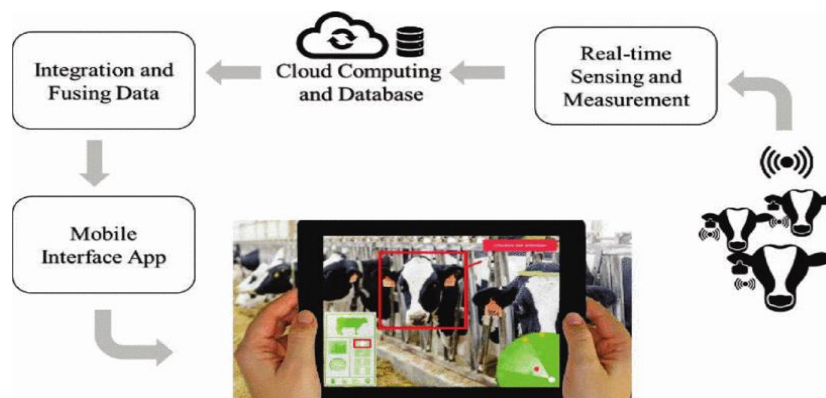 Integration and
Fusing Data
Cloud Computing
and Database
Real-time
Sensing and
Measurement
Mobile
Interface App